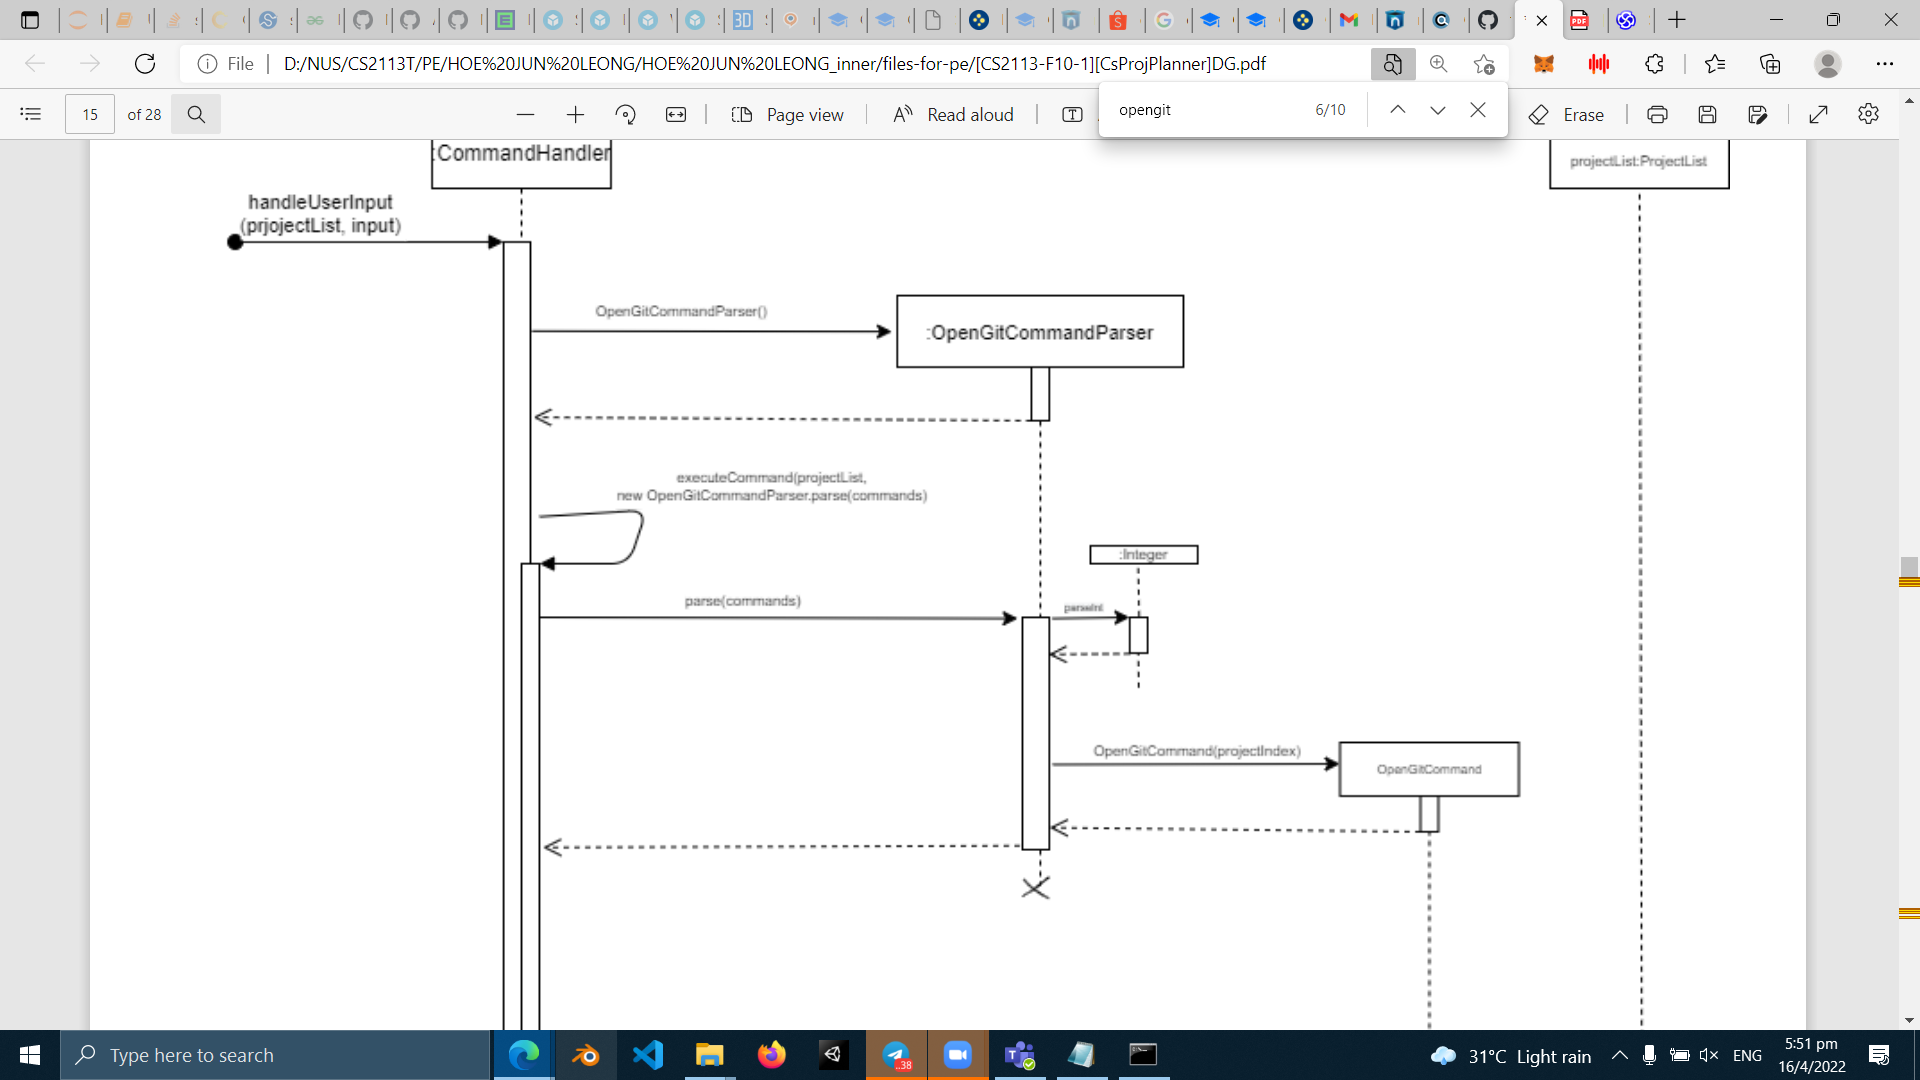 File
D:/NUS/CS2113T/PE/HOE%20JUN%20LEONG/HOE%20JUN%20LEONG_inner/files-for-pe/[CS2113-F10-1][CsProjPlanner]DG.pdf
15 of 28
Page view
Read aloud
opengit
6/10
Erase
:CommandHandler
projectList:ProjectList
handleUserInput
(prjojectList, input)
OpenGitCommandParser()
:OpenGitCommandParser
executeCommand(projectList,
new OpenGitCommandParser.parse(commands)
:Integer
parse(commands)
parseInt
OpenGitCommand(projectIndex)
OpenGitCommand
Type here to search
..38
31°C Light rain
ENG
5:51 pm
16/4/2022